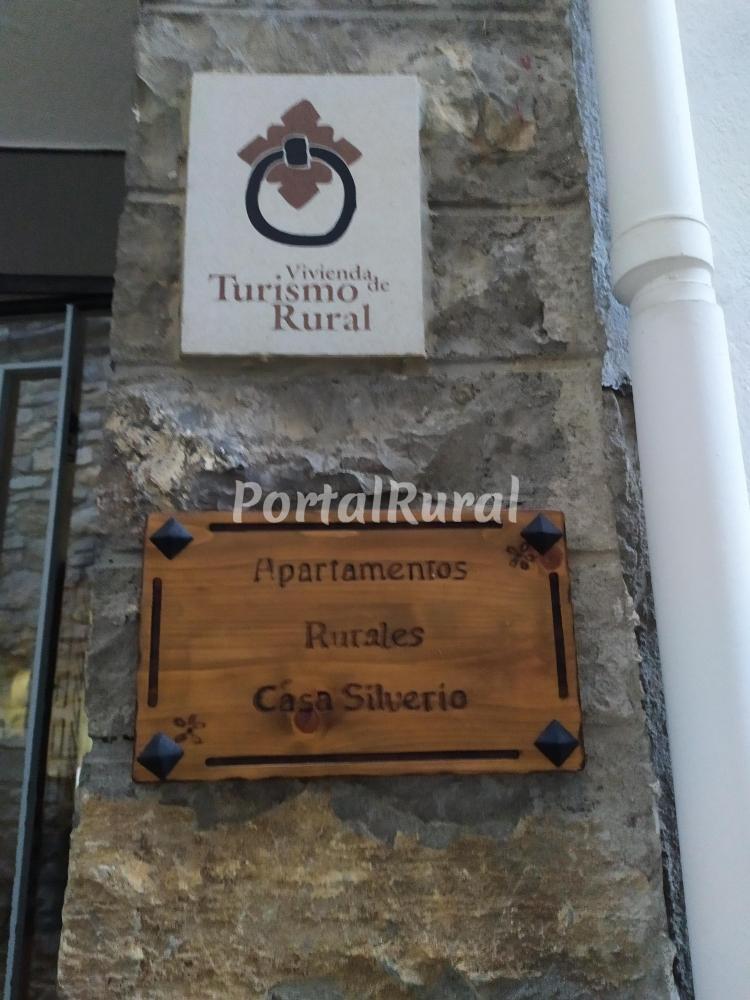 Vivienda
de
Turismo
Rural
PortalRural
Apartamentos
Rurales
Casa Silverio